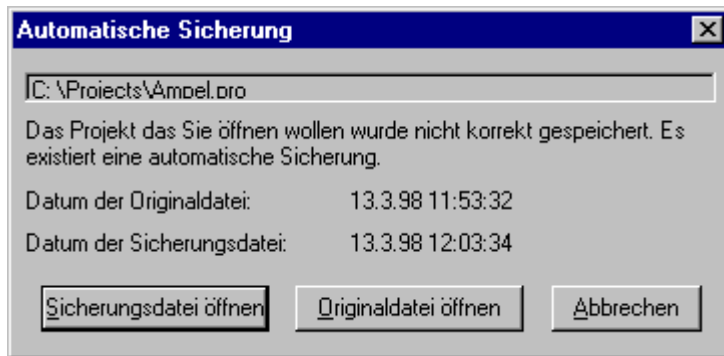 Automatische Sicherung
C: \Projects\Ampel.pro
Das Projekt das Sie öffnen wollen wurde nicht korrekt gespeichert. Es
existiert eine automatische Sicherung.
Datum der Originaldatei: 13.3.98 11:53:32
Datum der Sicherungsdatei: 13.3.98 12:03:34
Sicherungsdatei öffnen Originaldatei öffnen Abbrechen